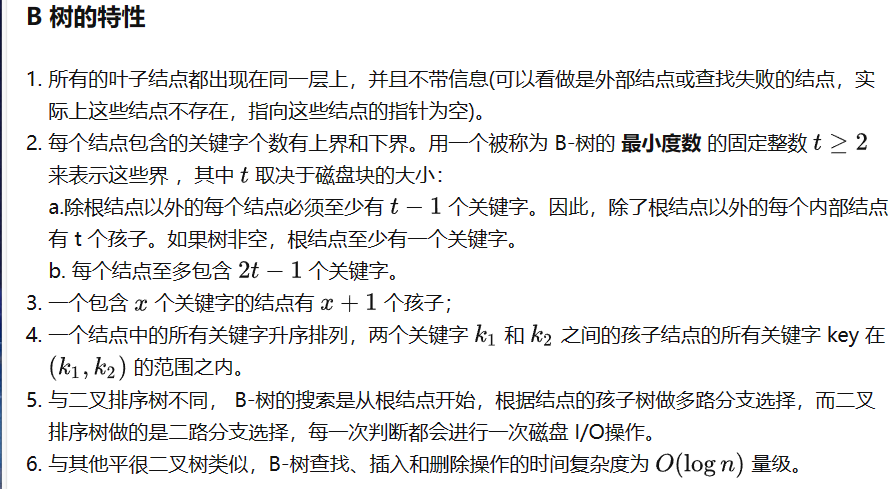 B 树的特性
1. 所有的叶子结点都出现在同一层上，并且不带信息(可以看做是外部结点或查找失败的结点，实
际上这些结点不存在，指向这些结点的指针为空)。
2. 每个结点包含的关键字个数有上界和下界。用一个被称为 B-树的 最小度数 的固定整数 t ≥ 2
来表示这些界 ，其中 t 取决于磁盘块的大小：
a.除根结点以外的每个结点必须至少有 t − 1 个关键字。因此，除了根结点以外的每个内部结点
有 t 个孩子。如果树非空，根结点至少有一个关键字。
b. 每个结点至多包含 2t − 1 个关键字。
3. 一个包含 x 个关键字的结点有 x + 1 个孩子；
4. 一个结点中的所有关键字升序排列，两个关键字 k₁ 和 k₂ 之间的孩子结点的所有关键字 key 在
(k₁, k₂) 的范围之内。
5. 与二叉排序树不同， B-树的搜索是从根结点开始，根据结点的孩子树做多路分支选择，而二叉
排序树做的是二路分支选择，每一次判断都会进行一次磁盘 I/O操作。
6. 与其他平很二叉树类似，B-树查找、插入和删除操作的时间复杂度为 O(log n) 量级。